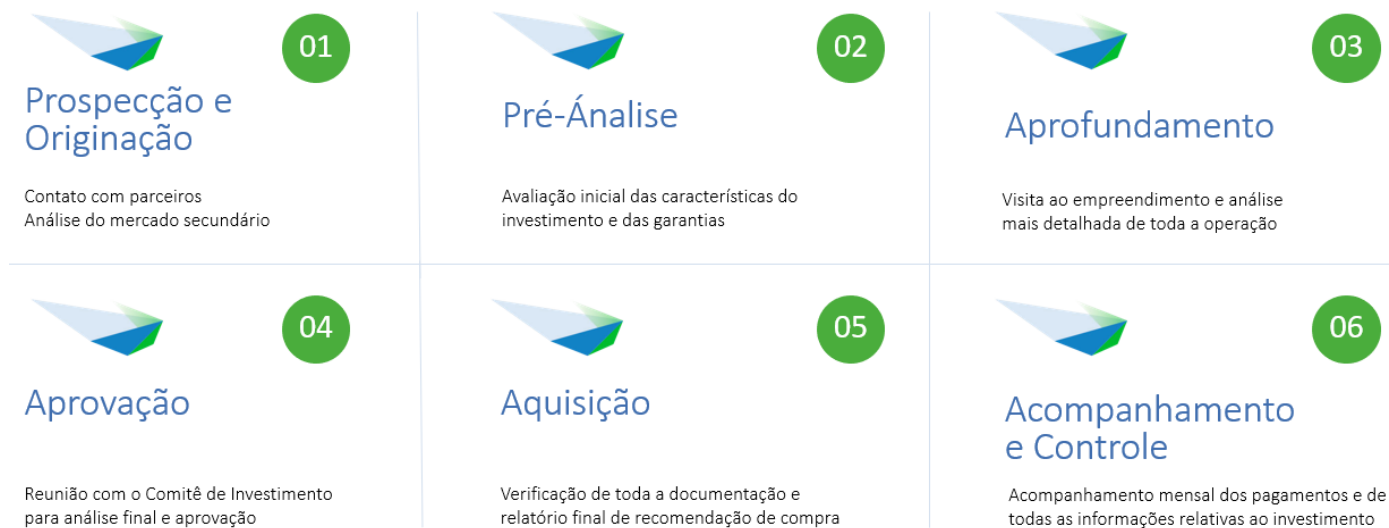 01
Prospecção e
Originação
Contato com parceiros
Análise do mercado secundário
02
Pré-Ánalise
Avaliação inicial das características do
investimento e das garantias
03
Aprofundamento
Visita ao empreendimento e análise
mais detalhada de toda a operação
04
Aprovação
Reunião com o Comitê de Investimento
para análise final e aprovação
05
Aquisição
Verificação de toda a documentação e
relatório final de recomendação de compra
06
Acompanhamento
e Controle
Acompanhamento mensal dos pagamentos e de
todas as informações relativas ao investimento